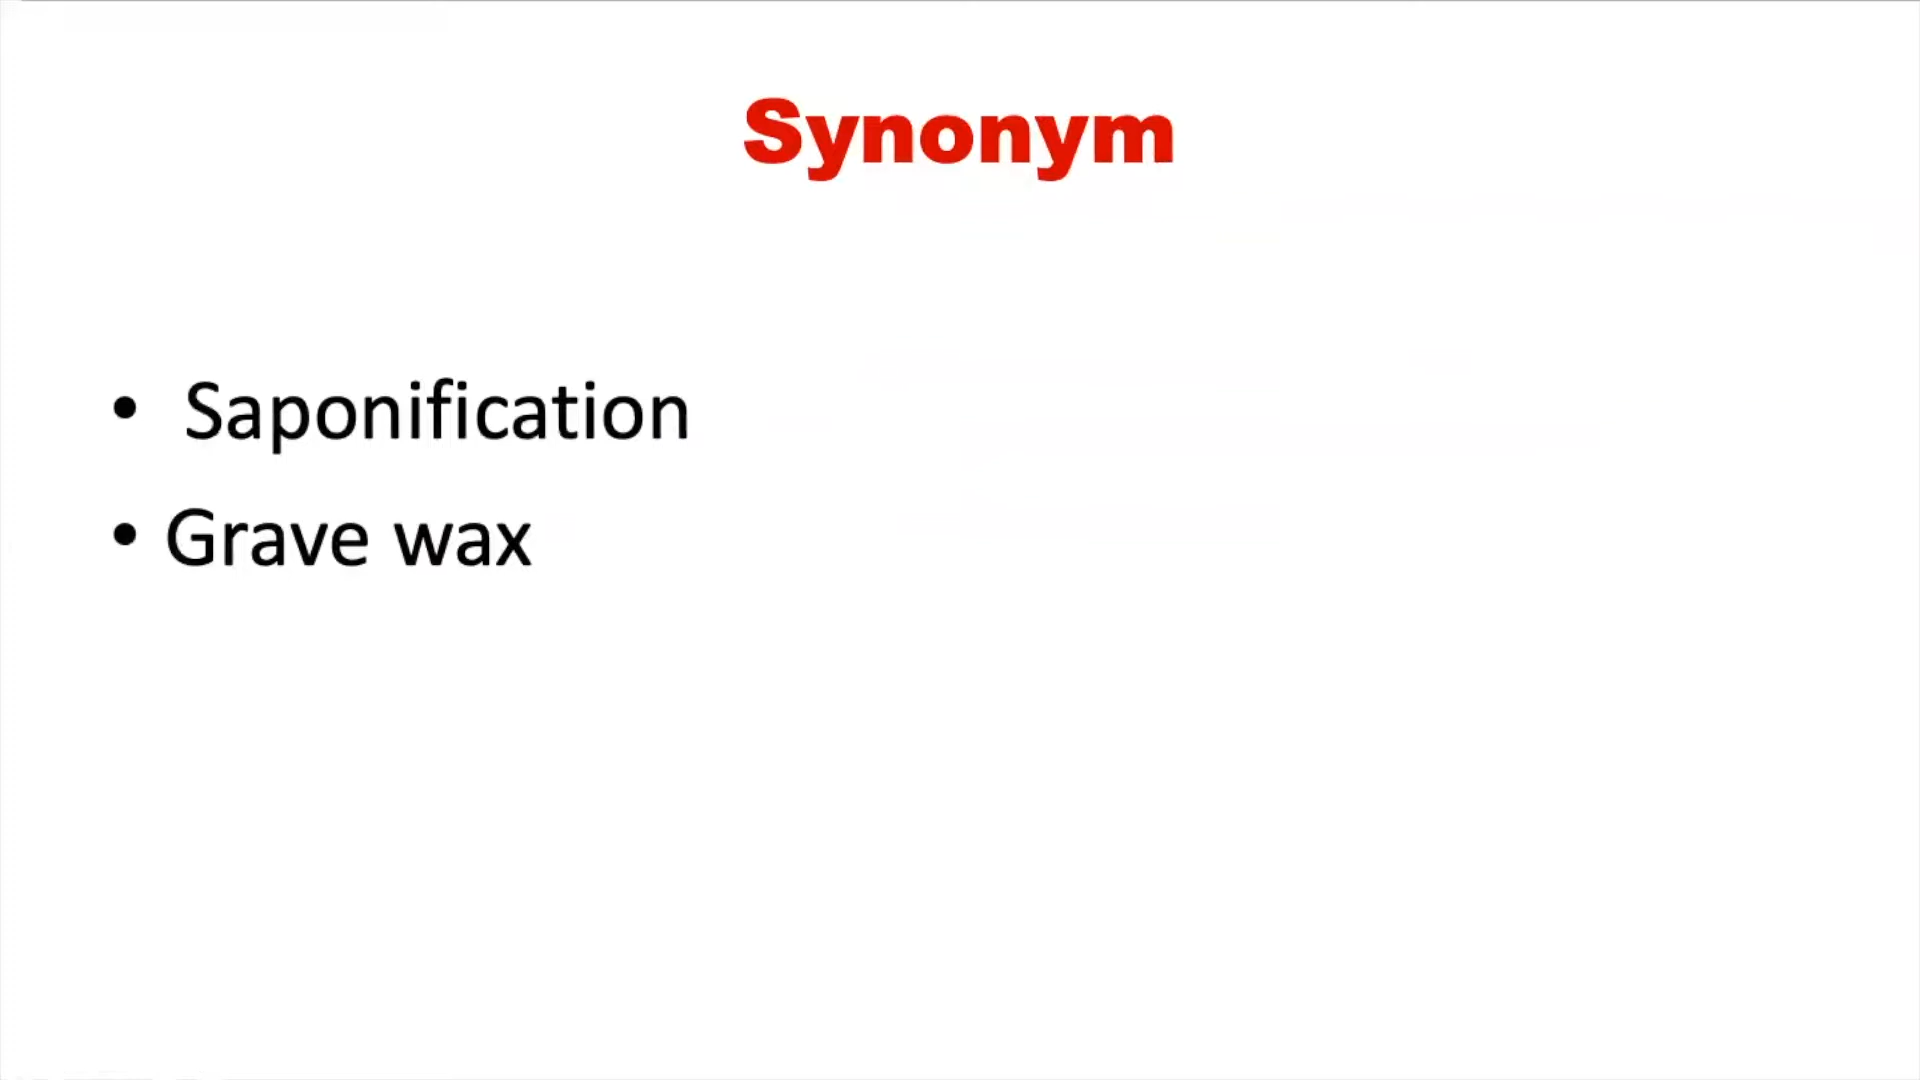 Synonym
• Saponification
• Grave wax